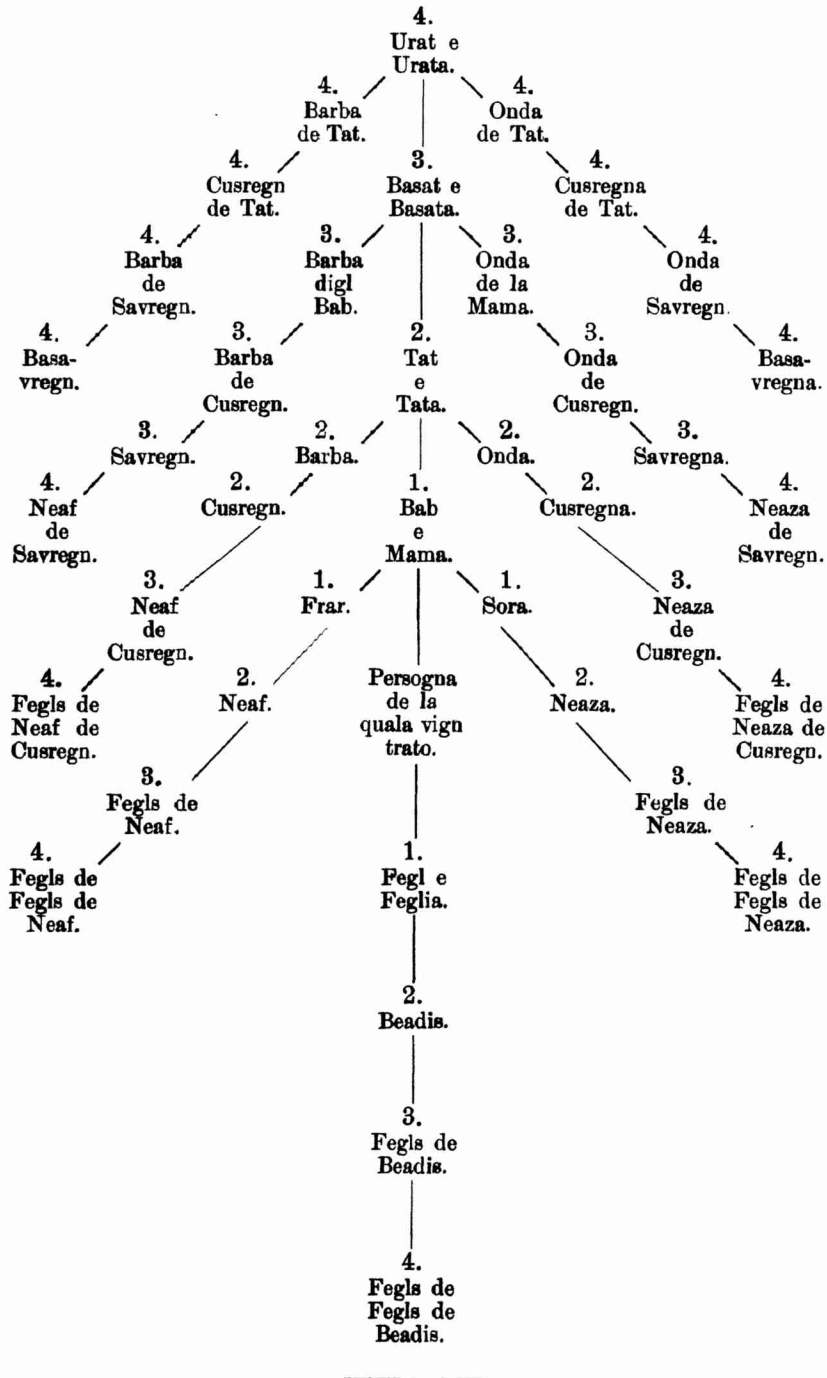 4.
Urat e
Urata.
4.
Barba
de Tat.
4.
Onda
de Tat.
4.
Cusregn
de Tat.
3.
Basat e
Basata.
4.
Cusregna
de Tat.
4.
Barba
de
Savregn.
3.
Barba
digl
Bab.
3.
Onda
de la
Mama.
4.
Onda
de
Savregn.
4.
Basa-
vregn.
3.
Barba
de
Cusregn.
2.
Tat
e
Tata.
3.
Onda
de
Cusregn.
4.
Basa-
vregna.
3.
Savregn.
2.
Barba.
2.
Onda.
3.
Savregna.
4.
Neaf
de
Savregn.
2.
Cusregn.
1.
Bab
e
Mama.
2.
Cusregna.
4.
Neaza
de
Savregn.
3.
Neaf
de
Cusregn.
1.
Frar.
1.
Sora.
3.
Neaza
de
Cusregn.
4.
Fegls de
Neaf de
Cusregn.
2.
Neaf.
Persogna
de la
quala vign
trato.
2.
Neaza.
4.
Fegls de
Neaza de
Cusregn.
3.
Fegls de
Neaf.
3.
Fegls de
Neaza.
4.
Fegls de
Fegls de
Neaf.
1.
Fegl e
Feglia.
4.
Fegls de
Fegls de
Neaza.
2.
Beadis.
3.
Fegls de
Beadis.
4.
Fegls de
Fegls de
Beadis.